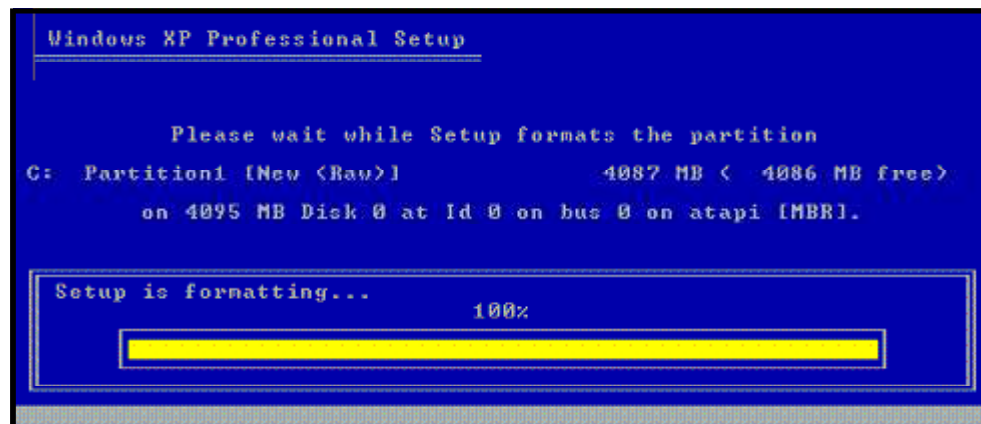 Windows XP Professional Setup
Please wait while Setup formats the partition
C: Partition1 [New <Raw>] 4087 MB ( 4086 MB free)
on 4095 MB Disk 0 at Id 0 on bus 0 on atapi [MBR].
Setup is formatting...
100%